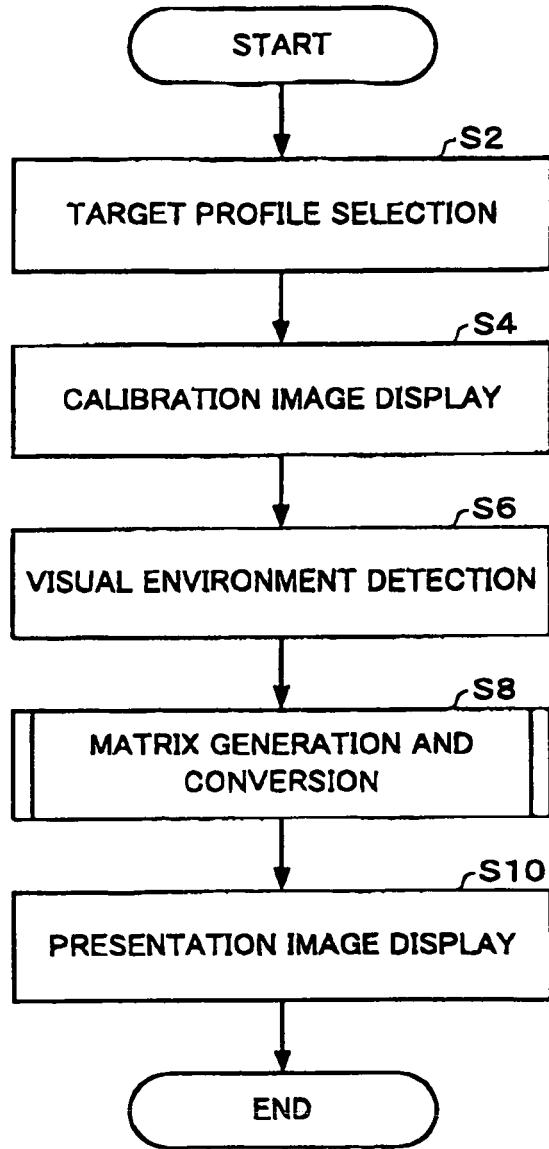 START
S2
TARGET PROFILE SELECTION
S4
CALIBRATION IMAGE DISPLAY
S6
VISUAL ENVIRONMENT DETECTION
S8
MATRIX GENERATION AND
CONVERSION
S10
PRESENTATION IMAGE DISPLAY
END